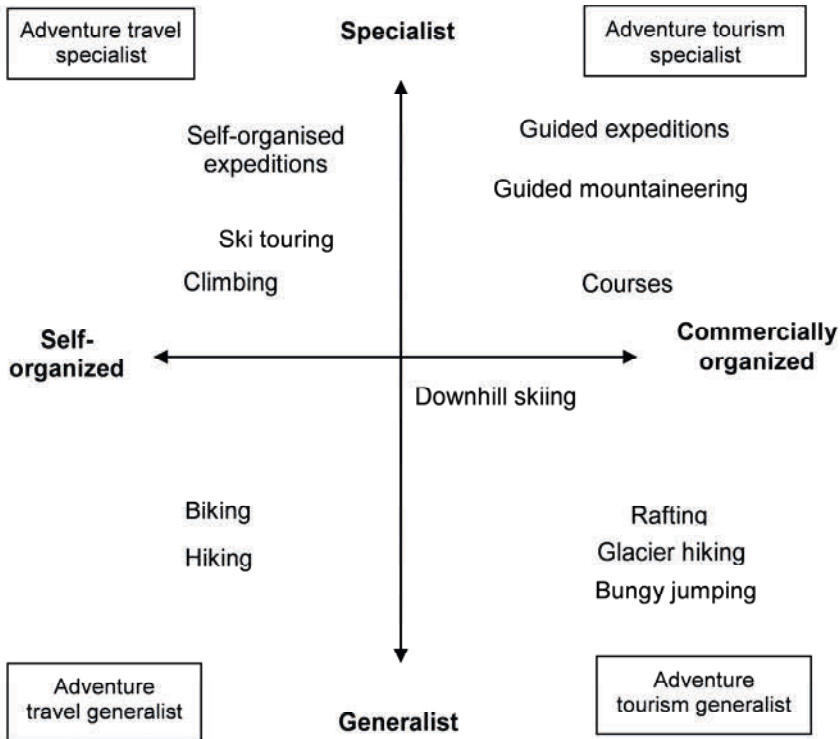 Adventure travel
specialist
Specialist
Adventure tourism
specialist
Self-organised
expeditions
Guided expeditions
Guided mountaineering
Ski touring
Climbing
Courses
Self-
organized
Commercially
organized
Downhill skiing
Biking
Hiking
Rafting
Glacier hiking
Bungy jumping
Adventure
travel generalist
Generalist
Adventure
tourism generalist